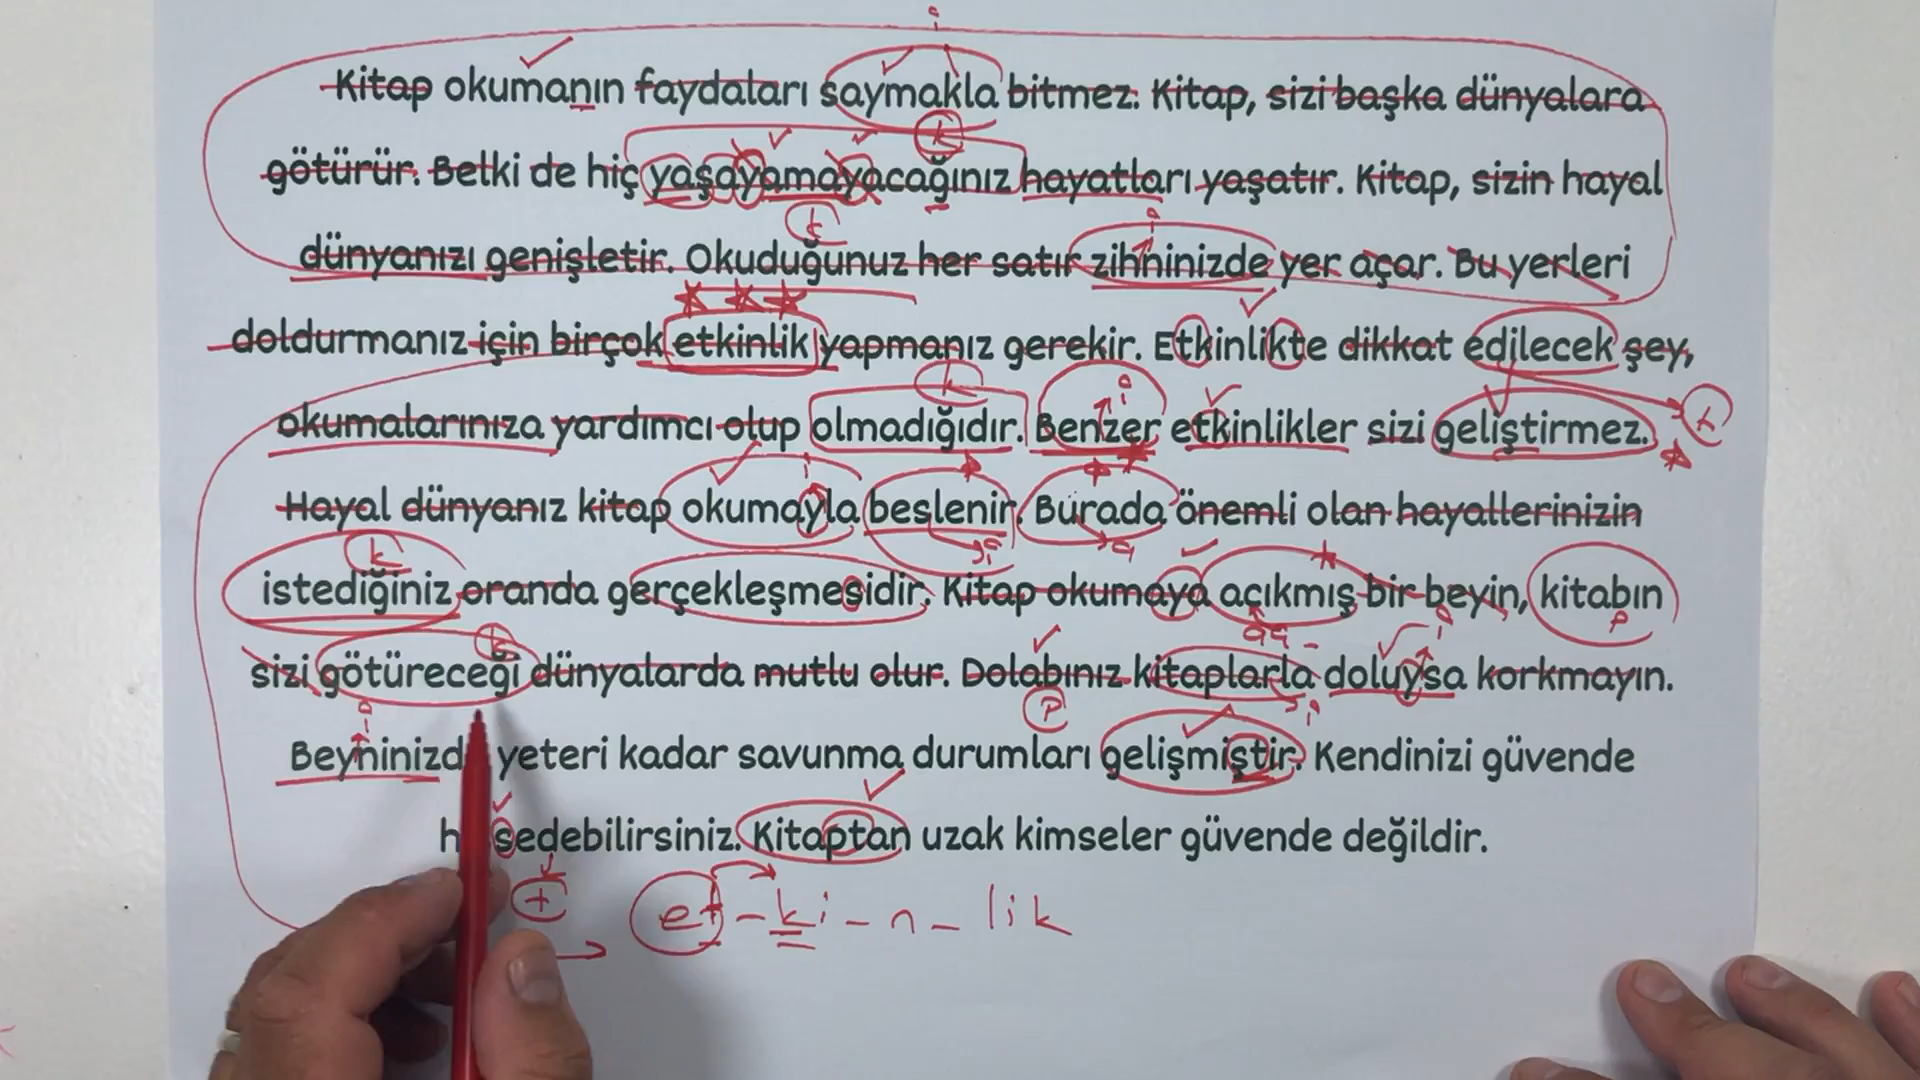 Kitap okumanın faydaları saymakla bitmez. Kitap, sizi başka dünyalara
götürür. Belki de hiç yaşayamayacağınız hayatları yaşatır. Kitap, sizin hayal
dünyanızı genişletir. Okuduğunuz her satır zihninizde yer açar. Bu yerleri
doldurmanız için birçok etkinlik yapmanız gerekir. Etkinlikte dikkat edilecek şey,
okumalarınıza yardımcı olup olmadığıdır. Benzer etkinlikler sizi geliştirmez.
Hayal dünyanız kitap okumayla beslenir. Burada önemli olan hayallerinizin
istediğiniz oranda gerçekleşmesidir. Kitap okumaya acıkmış bir beyin, kitabın
sizi götüreceği dünyalarda mutlu olur. Dolabınız kitaplarla doluysa korkmayın.
yeteri kadar savunma durumları gelişmiştir. Kendinizi güvende
Kitaptan uzak kimseler güvende değildir.
et-ki-n-lik